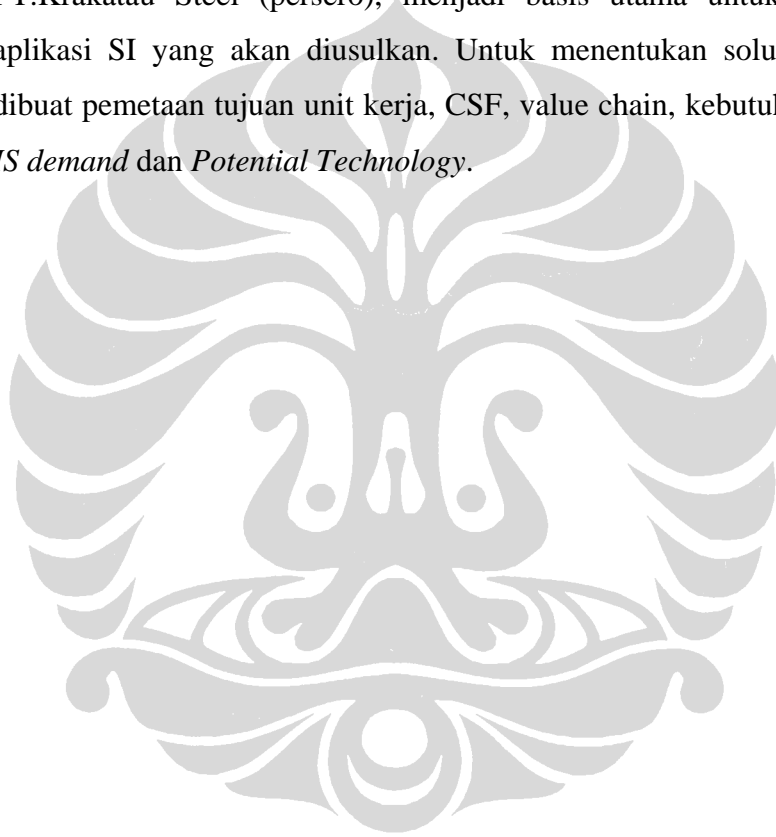 PT.Krakatau Steel (persero), menjadi basis utama untuk
aplikasi SI yang akan diusulkan. Untuk menentukan solu
dibuat pemetaan tujuan unit kerja, CSF, value chain, kebutuh
IS demand dan Potential Technology.